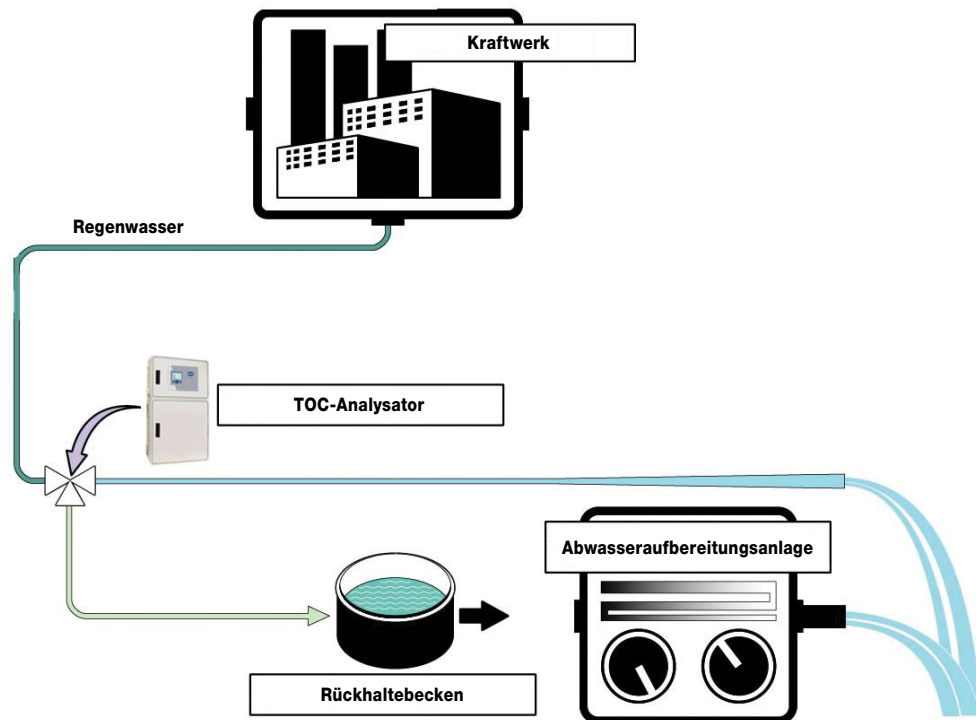 Kraftwerk
Regenwasser
TOC-Analysator
Abwasseraufbereitungsanlage
Rückhaltebecken